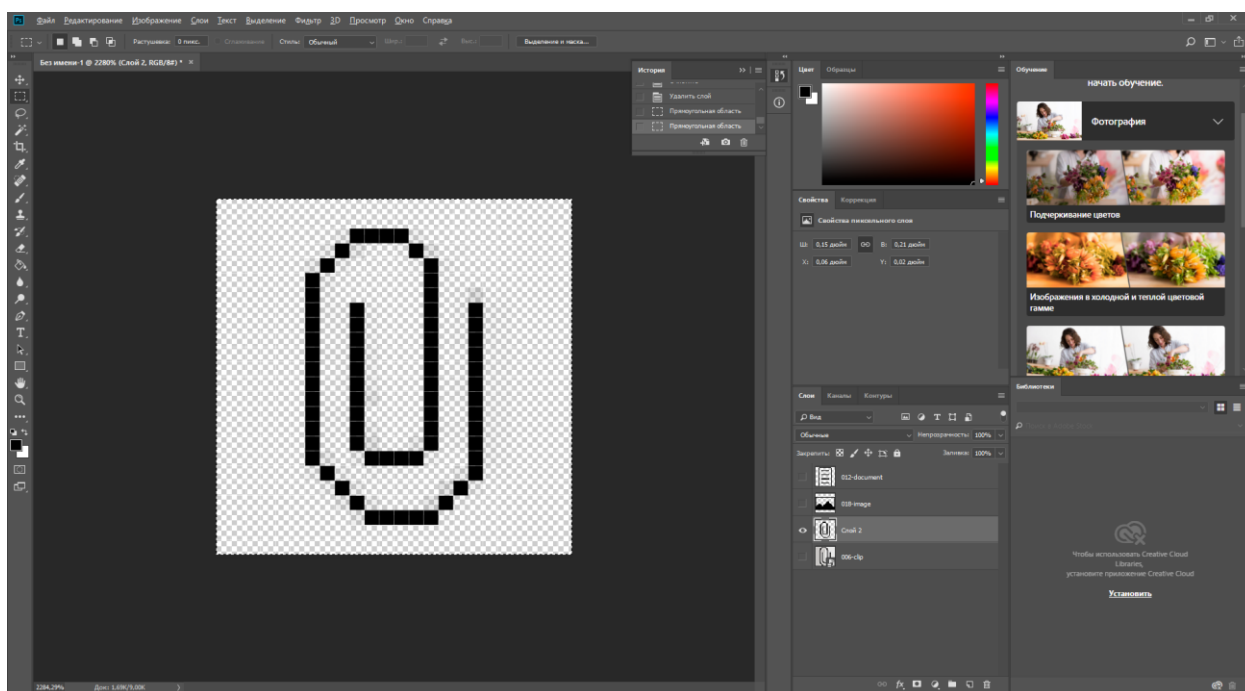 Ps Файл Редактирование Изображение Слои Текст Выделение Фильтр 3D Просмотр Окно Справка
Растушевка: 0 пикс. Сглаживание Стиль: Обычный Шир.: Выс.: Выделение и маска...
Без имени-1 @ 2280% (Слой 2, RGB/8#) *
История
Удалить слой
Прямоугольная область
Прямоугольная область
Цвет Образцы
Свойства Коррекция
Свойства пиксельного слоя
Ш: 0,15 дюйм В: 0,21 дюйм
X: 0,06 дюйм Y: 0,02 дюйм
Слои Каналы Контуры
Вид
Обычные Непрозрачность: 100%
Закрепить: Заливка: 100%
012-document
018-image
Слой 2
006-clip
Обучение
начать обучение.
Фотография
Подчеркивание цветов
Изображения в холодной и теплой цветовой
гамме
Библиотеки
Чтобы использовать Creative Cloud
Libraries,
установите приложение Creative Cloud
Установить
2284,29% Док: 1,69K/9,00K